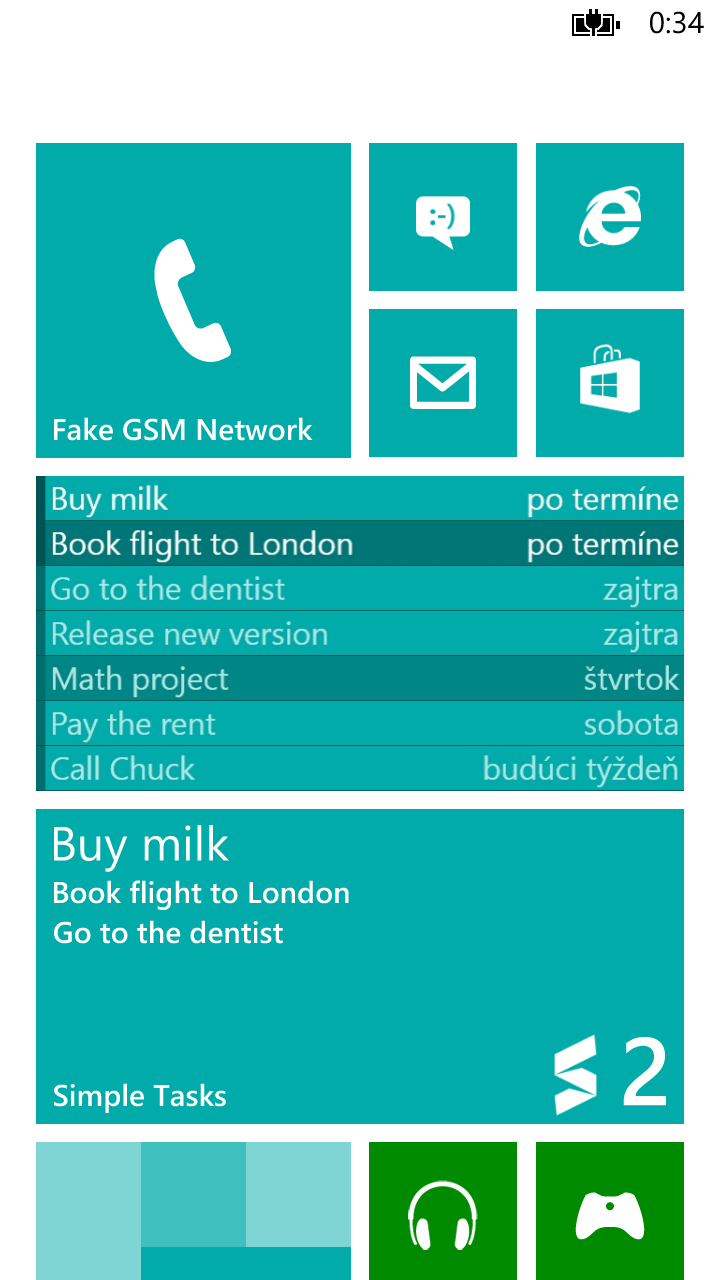 0:34
:-)
Fake GSM Network
Buy milk po termíne
Book flight to London po termíne
Go to the dentist zajtra
Release new version zajtra
Math project štvrtok
Pay the rent sobota
Call Chuck budúci týždeň
Buy milk
Book flight to London
Go to the dentist
Simple Tasks 2